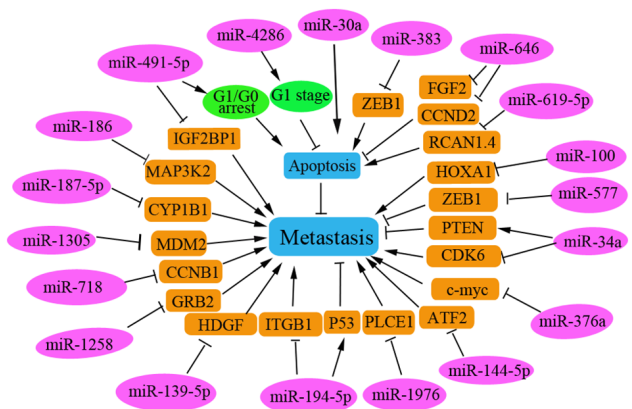 miR-30a
miR-4286
miR-383
miR-646
miR-491-5p
G1/G0
arrest
G1 stage
ZEB1
FGF2
CCND2
miR-619-5p
miR-186
IGF2BP1
RCAN1.4
MAP3K2
Apoptosis
HOXA1
miR-100
miR-187-5p
CYP1B1
ZEB1
miR-577
miR-1305
MDM2
Metastasis
PTEN
miR-34a
CDK6
miR-718
CCNB1
c-myc
GRB2
miR-376a
HDGF
ITGB1
P53
PLCE1
ATF2
miR-1258
miR-144-5p
miR-139-5p
miR-194-5p
miR-1976